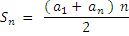 Sₙ = (a₁ + aₙ) n / 2